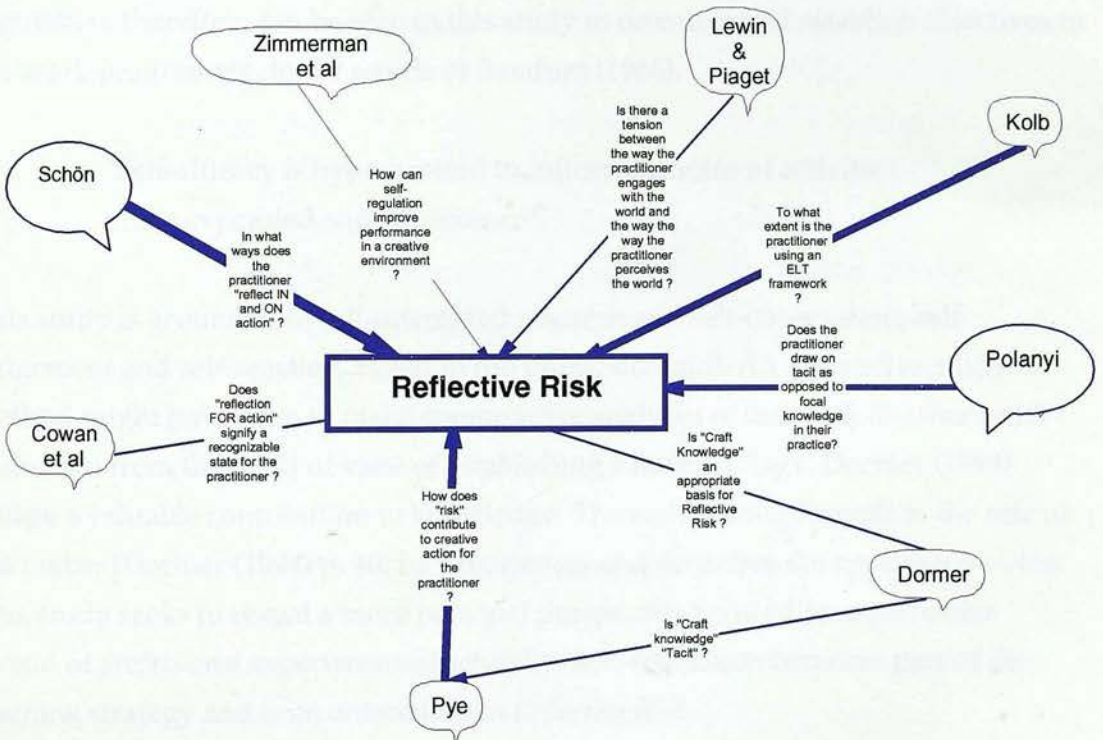 Zimmerman
et al
Lewin
&
Piaget
Kolb
Schön
Is there a
tension
between
the way the
practitioner
engages
with the
world and
the way the
way the
practitioner
perceives
the world ?
How can
self-
regulation
improve
performance
in a creative
environment
?
To what
extent is the
practitioner
using an
ELT
framework
?
In what
ways does
the
practitioner
"reflect IN
and ON
action" ?
Does the
practitioner
draw on
tacit as
opposed to
focal
knowledge
in their
practice?
Polanyi
Reflective Risk
Cowan
et al
Does
"reflection
OR action"
signify a
recognizable
state for the
practitioner ?
Is "Craft
Knowledge"
an
appropriate
basis for
Reflective
Risk ?
How does
"risk"
contribute
to creative
action for
the
practitioner
?
Dormer
Is "Craft
knowledge"
"Tacit" ?
Pye